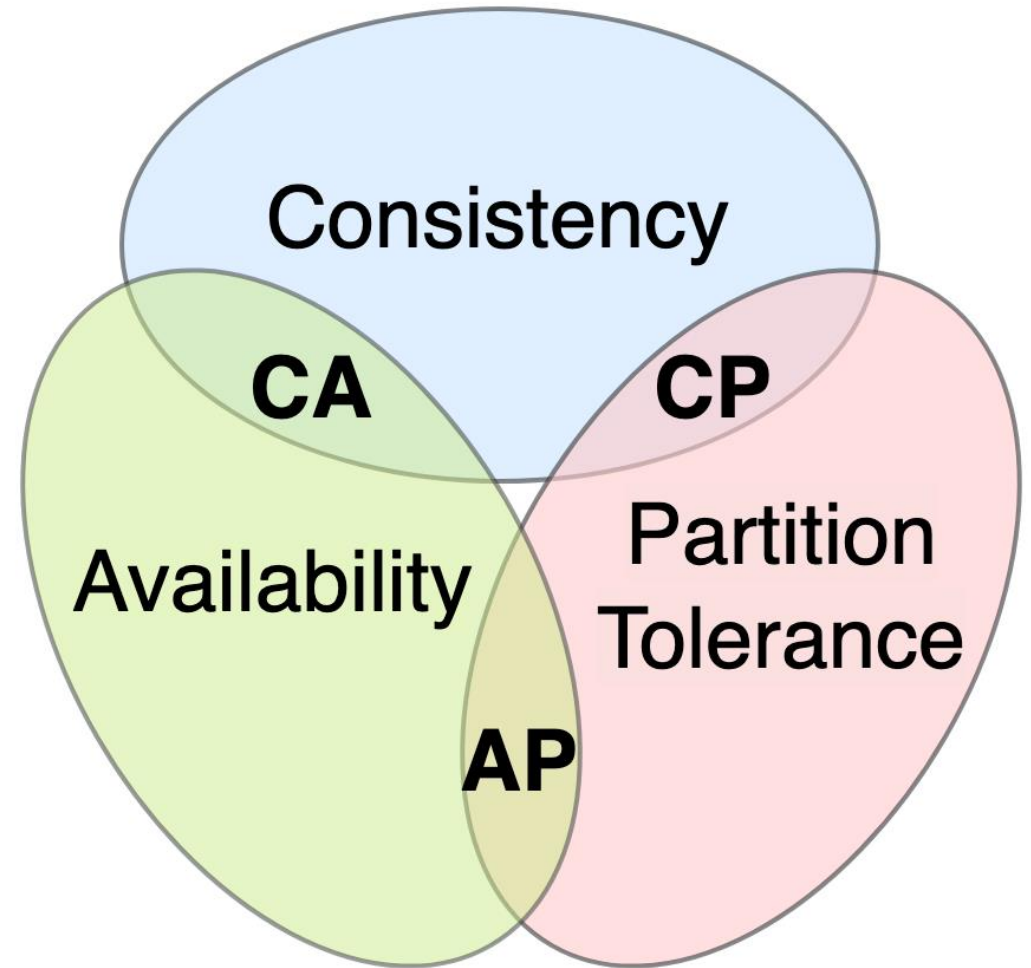 Consistency
CA
CP
Availability
Partition
Tolerance
AP